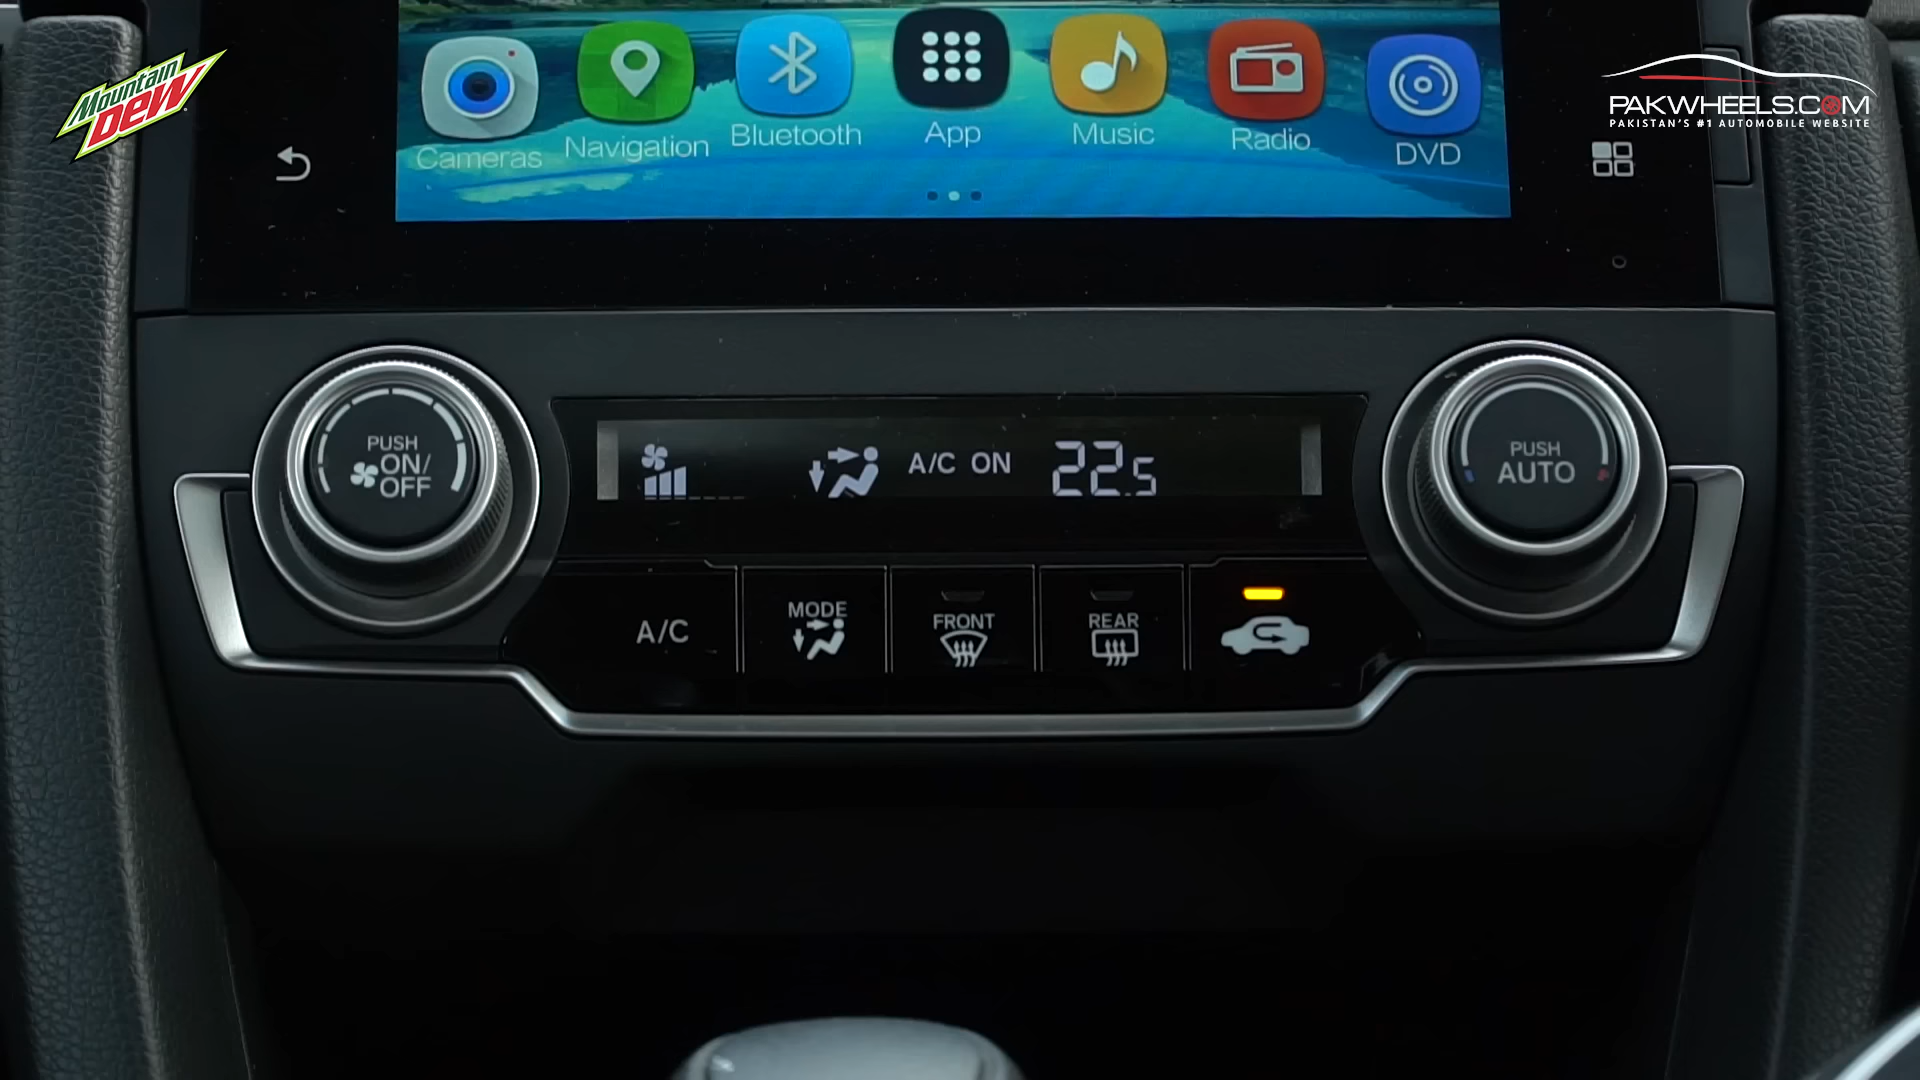 Mountain
DEW
PAKWHEELS.COM
PAKISTAN'S #1 AUTOMOBILE WEBSITE
Cameras
Navigation
Bluetooth
App
Music
Radio
DVD
PUSH
ON/
OFF
A/C ON
22.5
PUSH
AUTO
A/C
MODE
FRONT
REAR